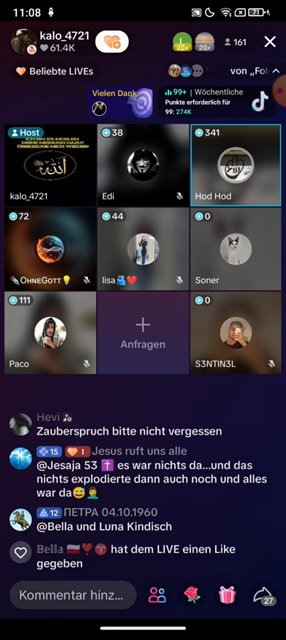 11:08
71
kalo_4721
61.4K
20+
20+
161
Beliebte LIVEs
von „Fol
Vielen Dank
99+ | Wöchentliche
Punkte erforderlich für
99: 274K
Host
38
341
kalo_4721
Edi
Hod Hod
72
44
0
OHNEGOTT
lisa
Soner
111
0
Paco
Anfragen
S3NTIN3L
Hevi
Zauberspruch bitte nicht vergessen
15 1 Jesus ruft uns alle
@Jesaja 53 ✝️ es war nichts da...und das
nichts explodierte dann auch noch und alles
war da😅🤦‍♂️
12 ПЕТРА 04.10.1960
@Bella und Luna Kindisch
𝔹𝕖𝕝𝕝𝕒 🇵🇱❣️♈ hat dem LIVE einen Like
gegeben
Kommentar hinz...
27